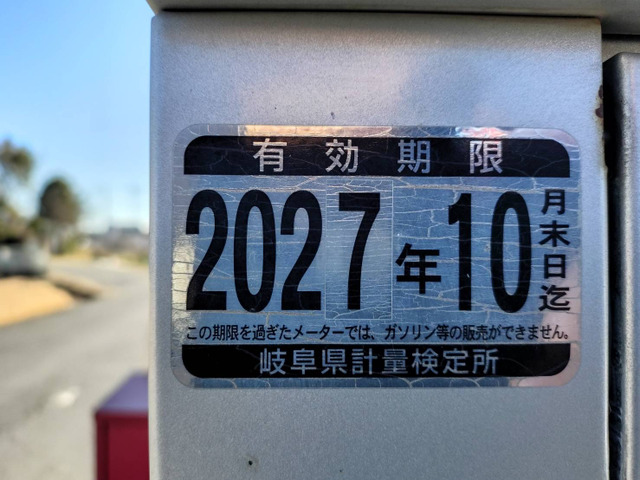 有効期限
2027年10月末日迄
この期限を過ぎたメーターでは、ガソリン等の販売ができません。
岐阜県計量検定所